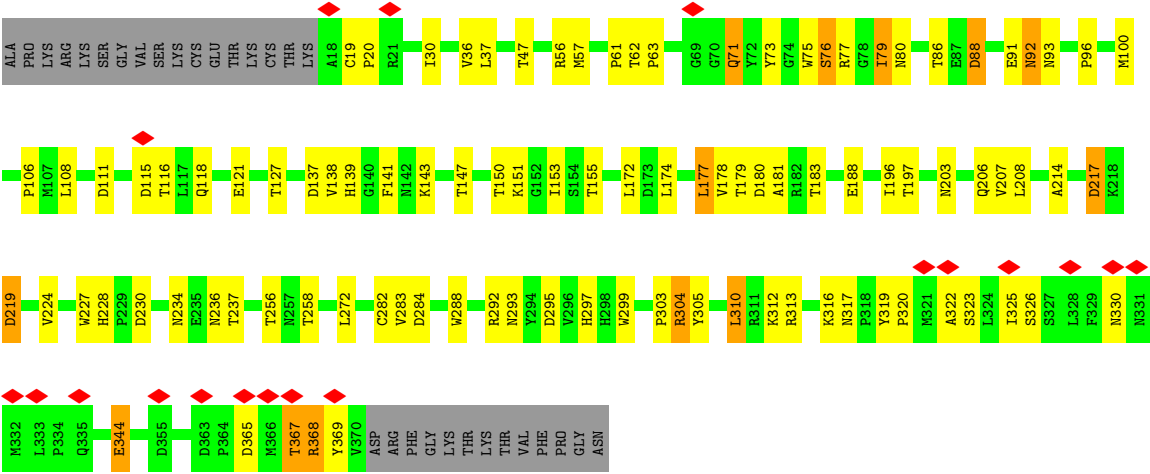 ALA PRO LYS ARG LYS SER GLY VAL SER LYS CYS GLU THR LYS CYS THR LYS A18 C19 P20 R21 I30 V36 L37 T47 R56 M57 P61 T62 P63 G69 G70 Q71 Y72 Y73 G74 W75 S76 R77 G78 I79 N80 T86 E87 D88 E91 N92 N93 P96 M100
P106 M107 L108 D111 D115 T116 L117 Q118 E121 T127 D137 V138 H139 G140 F141 N142 K143 T147 T150 K151 G152 I153 S154 T155 L172 D173 L174 L177 V178 T179 D180 A181 R182 T183 E188 I196 T197 N203 Q206 V207 L208 A214 D217 K218
D219 V224 W227 H228 P229 D230 N234 E235 N236 T237 T256 N257 T258 L272 C282 V283 D284 W288 R292 N293 Y294 D295 V296 H297 H298 W299 P303 R304 Y305 L310 R311 K312 R313 K316 N317 P318 Y319 P320 M321 A322 S323 L324 I325 S326 S327 L328 F329 N330 N331
M332 L333 P334 Q335 E344 D355 D363 P364 D365 M366 T367 R368 Y369 V370 ASP ARG PHE GLY LYS THR LYS THR VAL PHE PRO GLY ASN